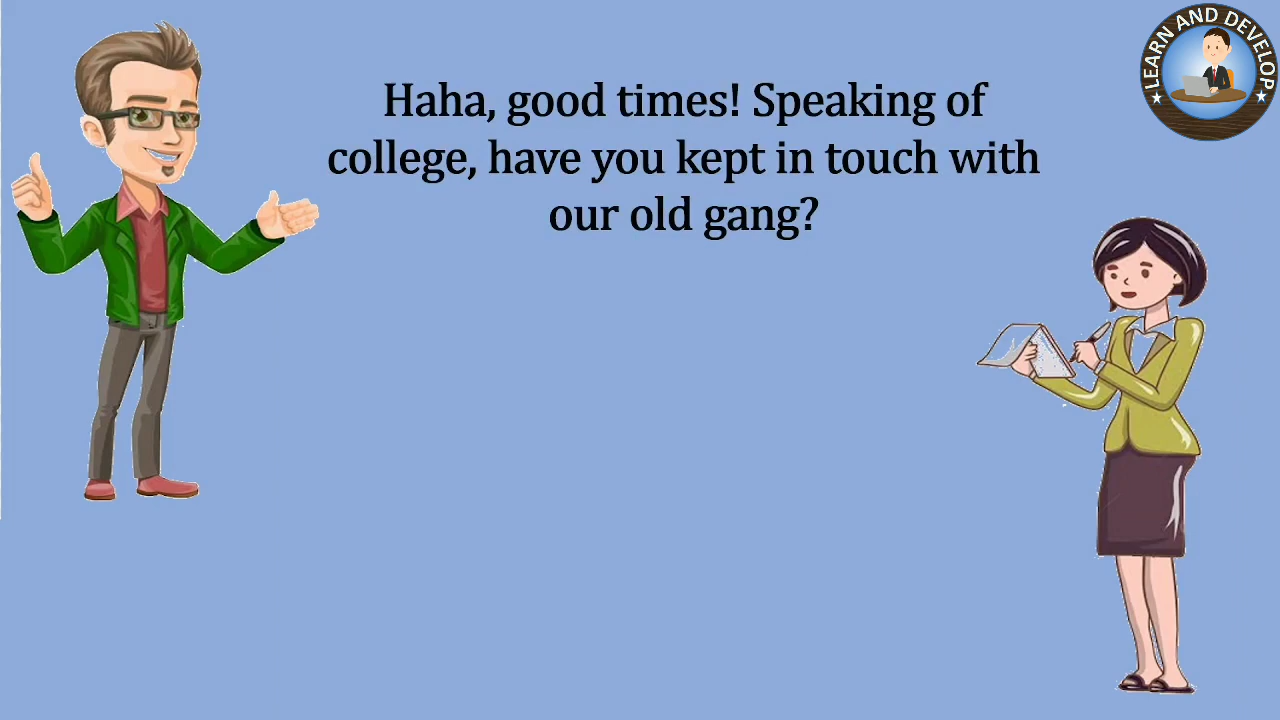 Haha, good times! Speaking of
college, have you kept in touch with
our old gang?
LEARN AND DEVELOP